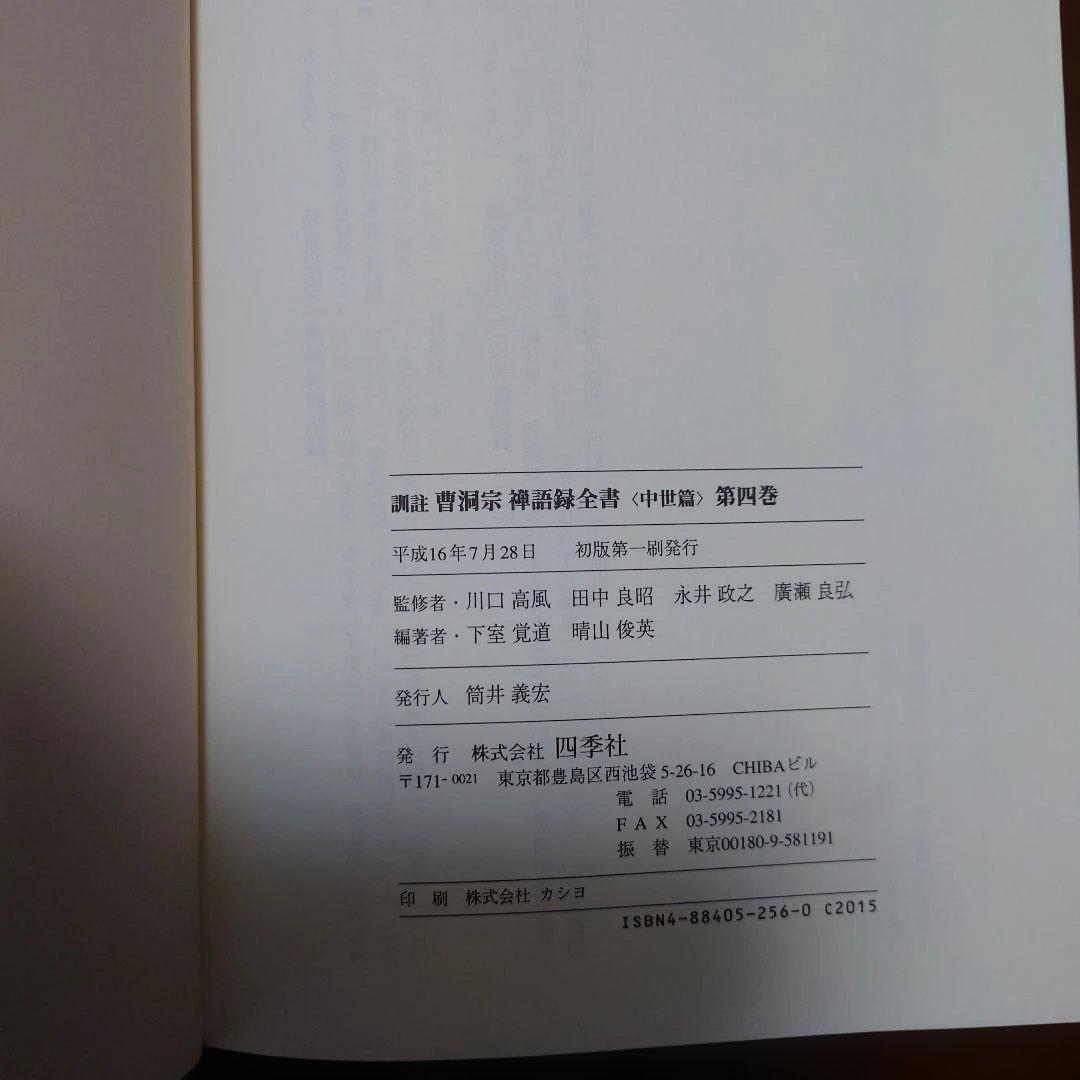 訓註 曹洞宗 禅語録全書〈中世篇〉第四巻
平成16年7月28日　初版第一刷発行
監修者・川口 高風　田中 良昭　永井 政之　廣瀬 良弘
編著者・下室 覚道　晴山 俊英
発行人　筒井 義宏
発　行　株式会社 四季社
〒171-0021　東京都豊島区西池袋5-26-16　CHIBAビル
電　話　03-5995-1221（代）
ＦＡＸ　03-5995-2181
振　替　東京00180-9-581191
印　刷　株式会社 カシヨ
ISBN4-88405-256-0 C2015